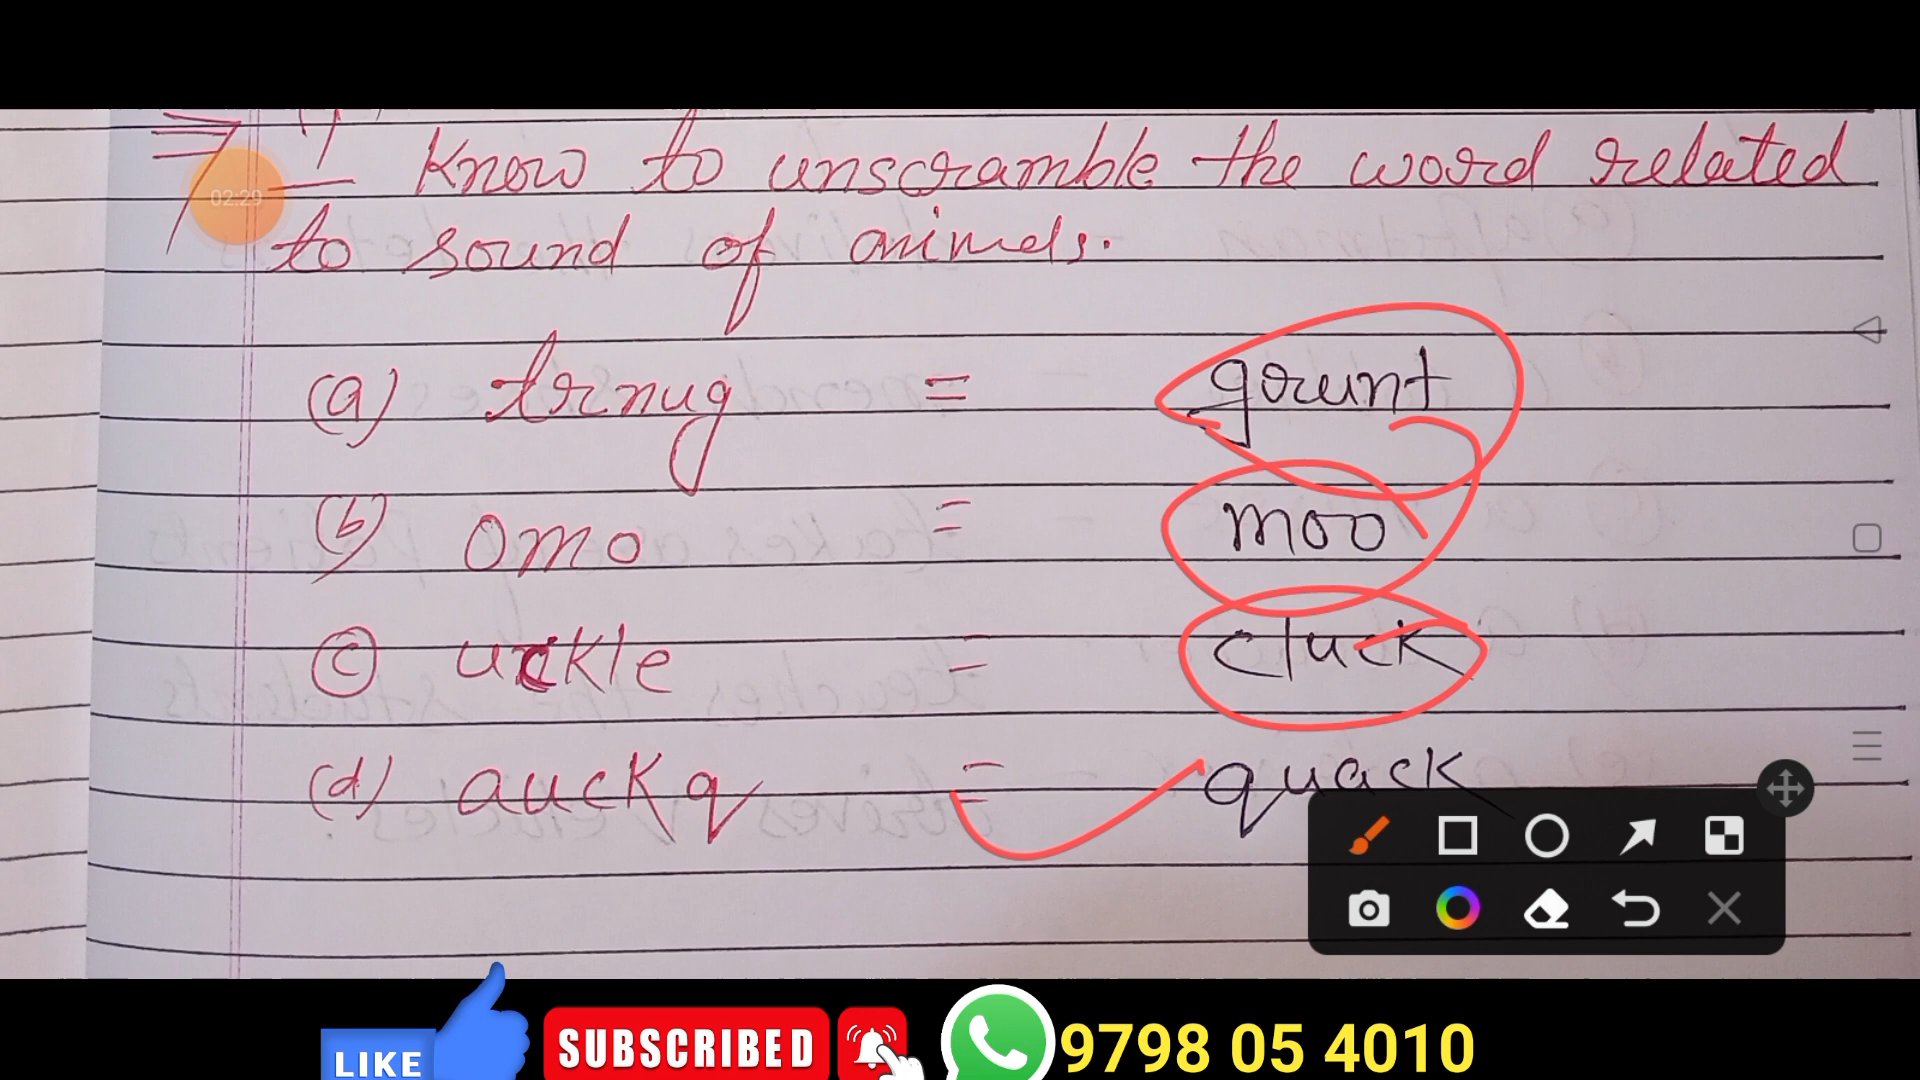 02:29
I know to unscramble the word related
to sound of animals.
(a) trnug = grunt
(b) omo = moo
(c) uckle = cluck
(d) auckq = quack
LIKE SUBSCRIBED 9798 05 4010